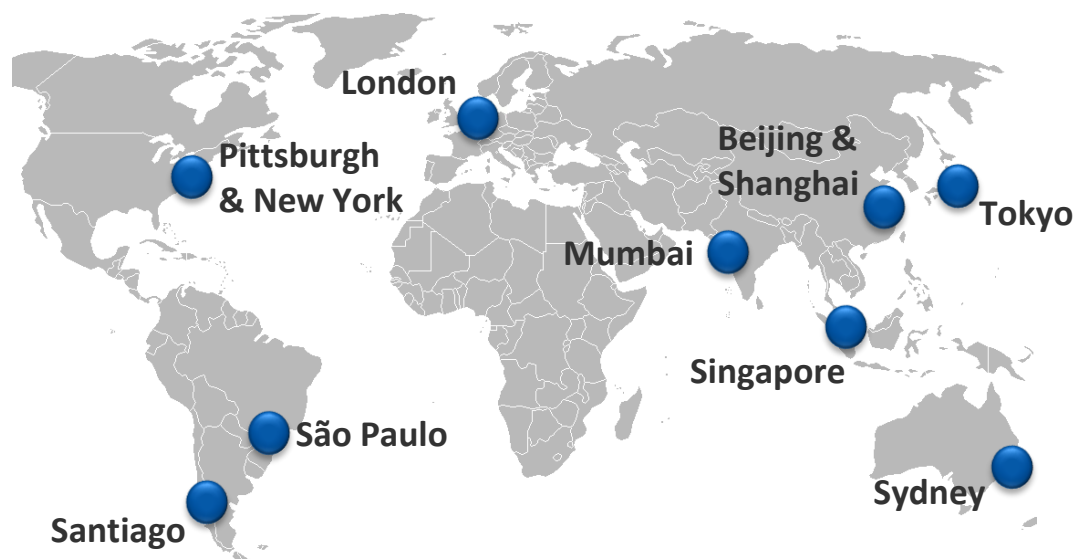 London
Pittsburgh
& New York
Beijing &
Shanghai
Tokyo
Mumbai
Singapore
São Paulo
Sydney
Santiago